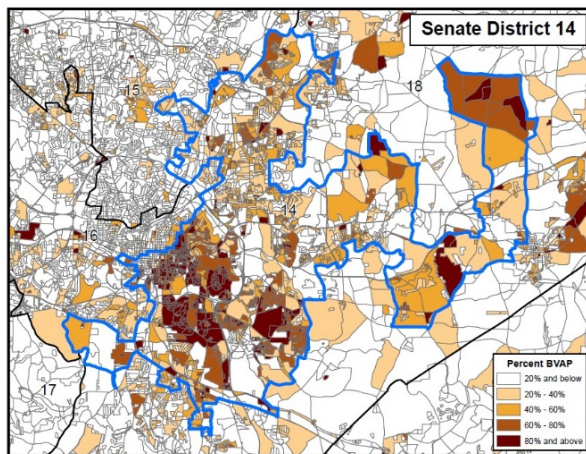 Senate District 14
18
15
14
16
17
Percent BVAP
20% and below
20% - 40%
40% - 60%
60% - 80%
80% and above